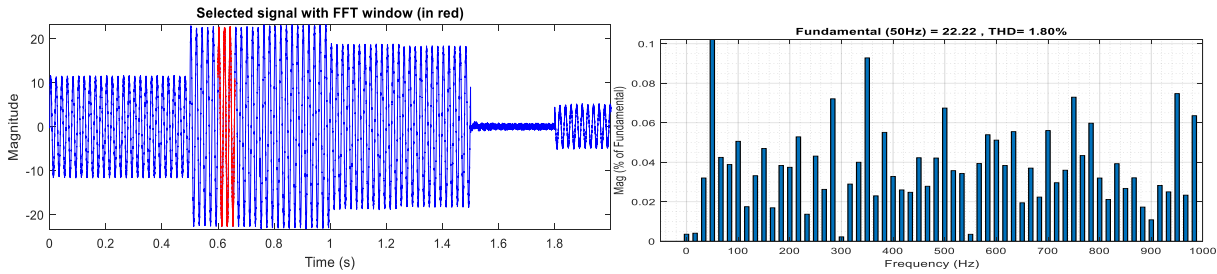 Selected signal with FFT window (in red)
20
10
0
-10
-20
Magnitude
0 0.2 0.4 0.6 0.8 1 1.2 1.4 1.6 1.8
Time (s)
Fundamental (50Hz) = 22.22 , THD= 1.80%
0.1
0.08
0.06
0.04
0.02
0
Mag (% of Fundamental)
0 100 200 300 400 500 600 700 800 900 1000
Frequency (Hz)